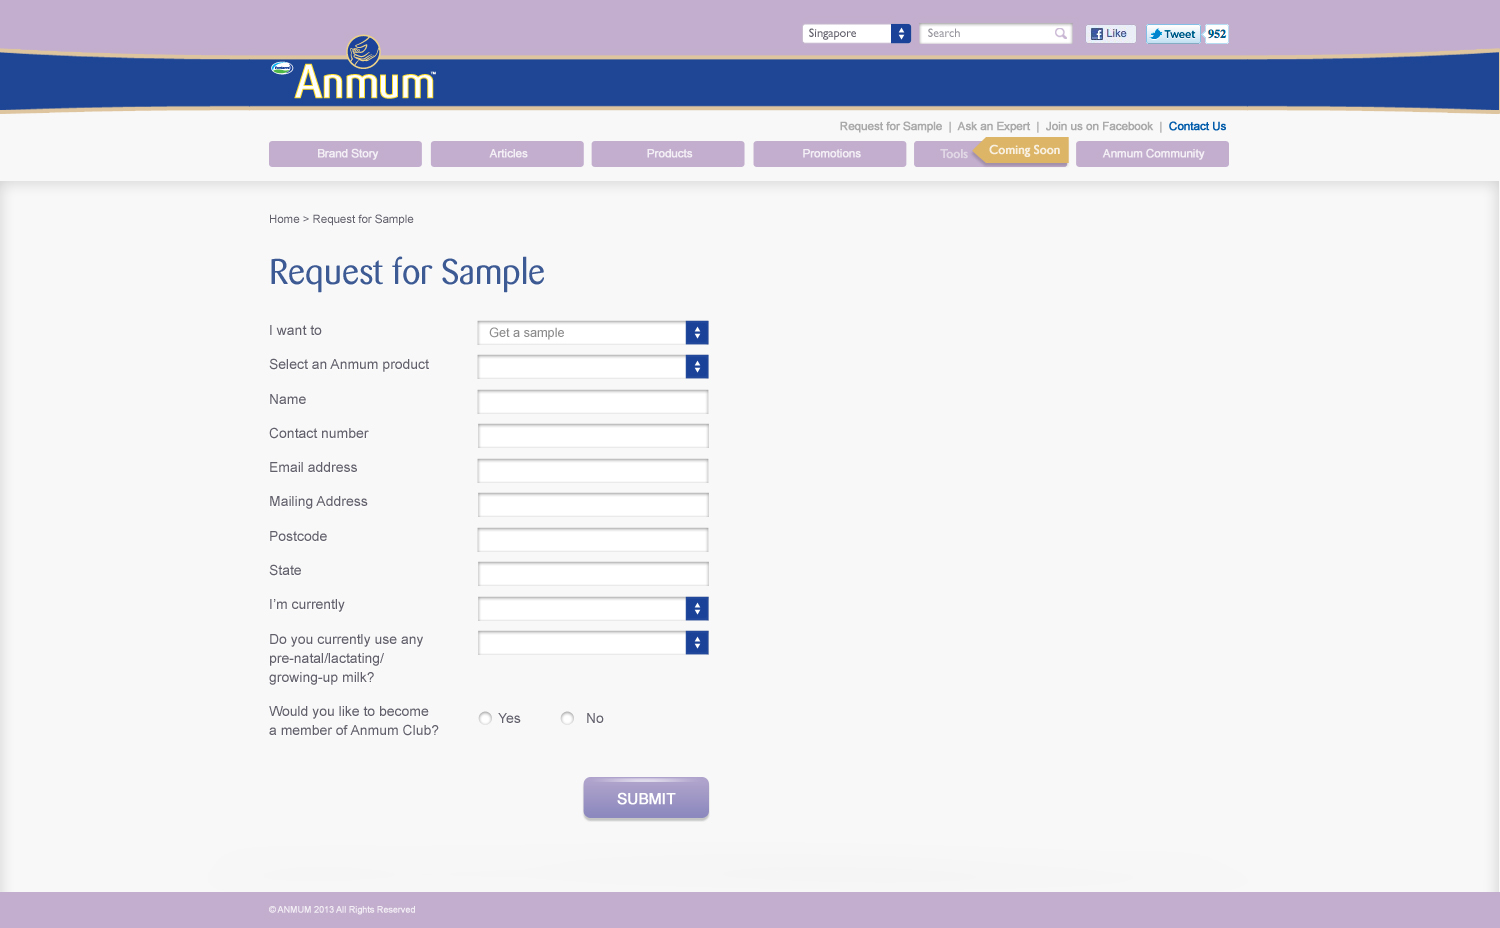 Singapore
Search
Like
Tweet
952
Anmum™
Request for Sample | Ask an Expert | Join us on Facebook | Contact Us
Brand Story
Articles
Products
Promotions
Tools
Coming Soon
Anmum Community
Home > Request for Sample
Request for Sample
I want to
Get a sample
Select an Anmum product
Name
Contact number
Email address
Mailing Address
Postcode
State
I'm currently
Do you currently use any
pre-natal/lactating/
growing-up milk?
Would you like to become
a member of Anmum Club?
Yes
No
SUBMIT
© ANMUM 2013 All Rights Reserved